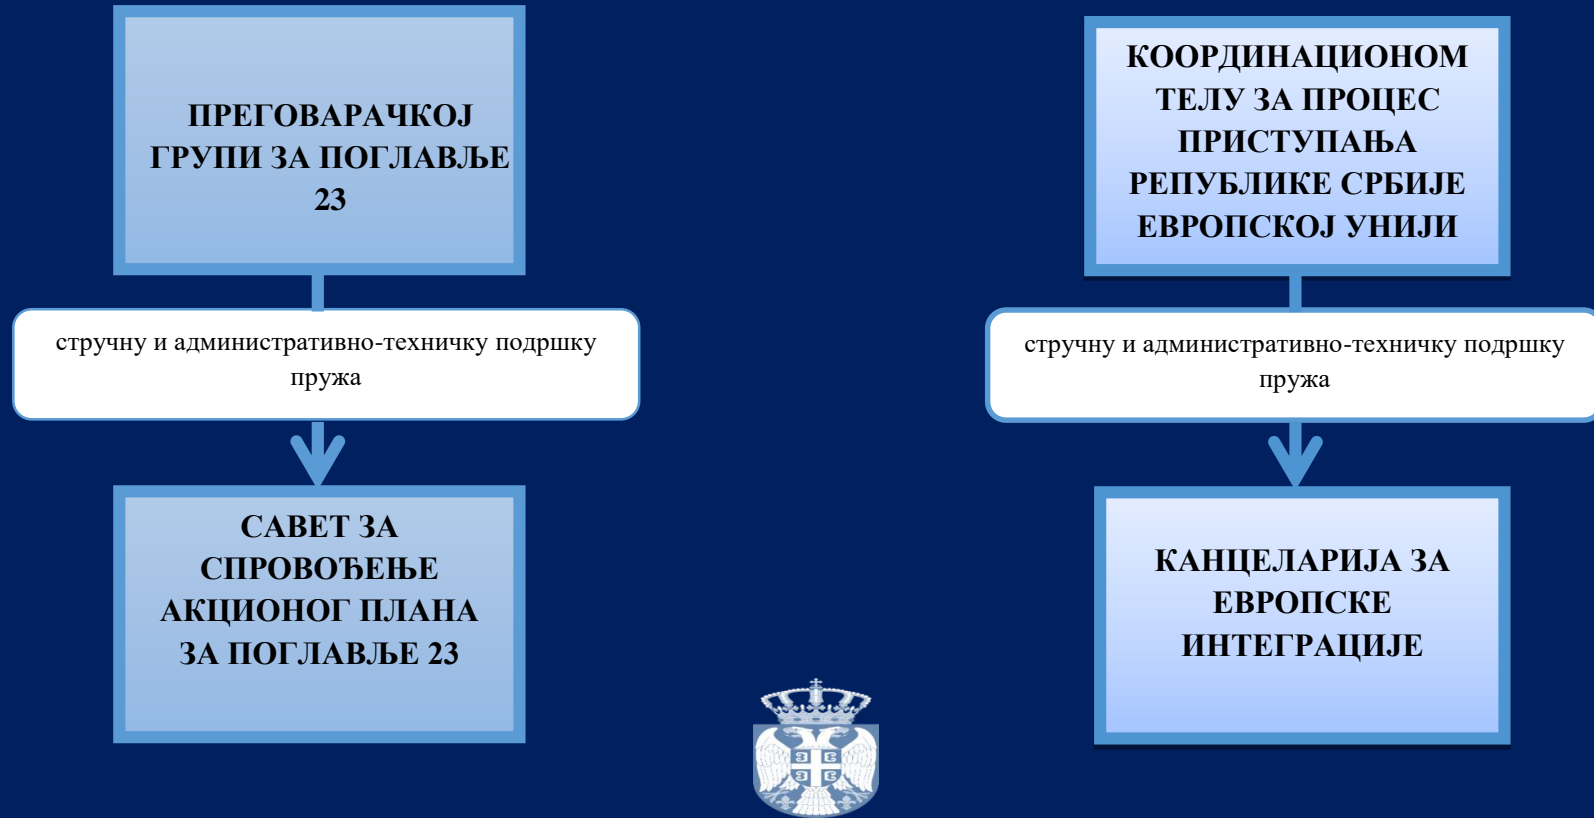 ПРЕГОВАРАЧКОЈ
ГРУПИ ЗА ПОГЛАВЉЕ
23
стручну и административно-техничку подршку
пружа
САВЕТ ЗА
СПРОВОЂЕЊЕ
АКЦИОНОГ ПЛАНА
ЗА ПОГЛАВЉЕ 23
КООРДИНАЦИОНОМ
ТЕЛУ ЗА ПРОЦЕС
ПРИСТУПАЊА
РЕПУБЛИКЕ СРБИЈЕ
ЕВРОПСКОЈ УНИЈИ
стручну и административно-техничку подршку
пружа
КАНЦЕЛАРИЈА ЗА
ЕВРОПСКЕ
ИНТЕГРАЦИЈЕ